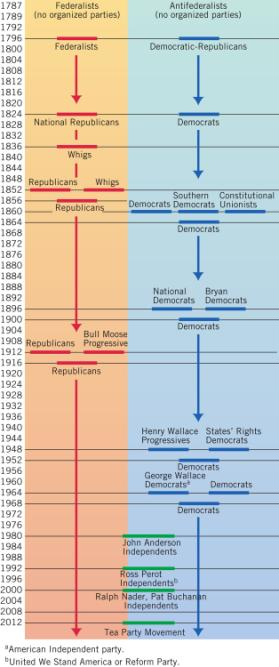 1787
1789
1792
1796
1800
1804
1808
1812
1816
1820
1824
1828
1832
1836
1840
1844
1848
1852
1856
1860
1864
1868
1872
1876
1880
1884
1888
1892
1896
1900
1904
1908
1912
1916
1920
1924
1928
1932
1936
1940
1944
1948
1952
1956
1960
1964
1968
1972
1976
1980
1984
1988
1992
1996
2000
2004
2008
2012
Federalists
(no organized parties)
Antifederalists
(no organized parties)
Federalists
Democratic-Republicans
National Republicans
Democrats
Whigs
Republicans
Whigs
Republicans
Democrats
Southern
Democrats
Constitutional
Unionists
Democrats
National
Democrats
Bryan
Democrats
Democrats
Republicans
Bull Moose
Progressive
Republicans
Henry Wallace
Progressives
States' Rights
Democrats
Democrats
George Wallace
Democratsª
Democrats
Democrats
John Anderson
Independents
Ross Perot
Independentsᵇ
Ralph Nader, Pat Buchanan
Independents
Tea Party Movement
ªAmerican Independent party.
ᵇUnited We Stand America or Reform Party.